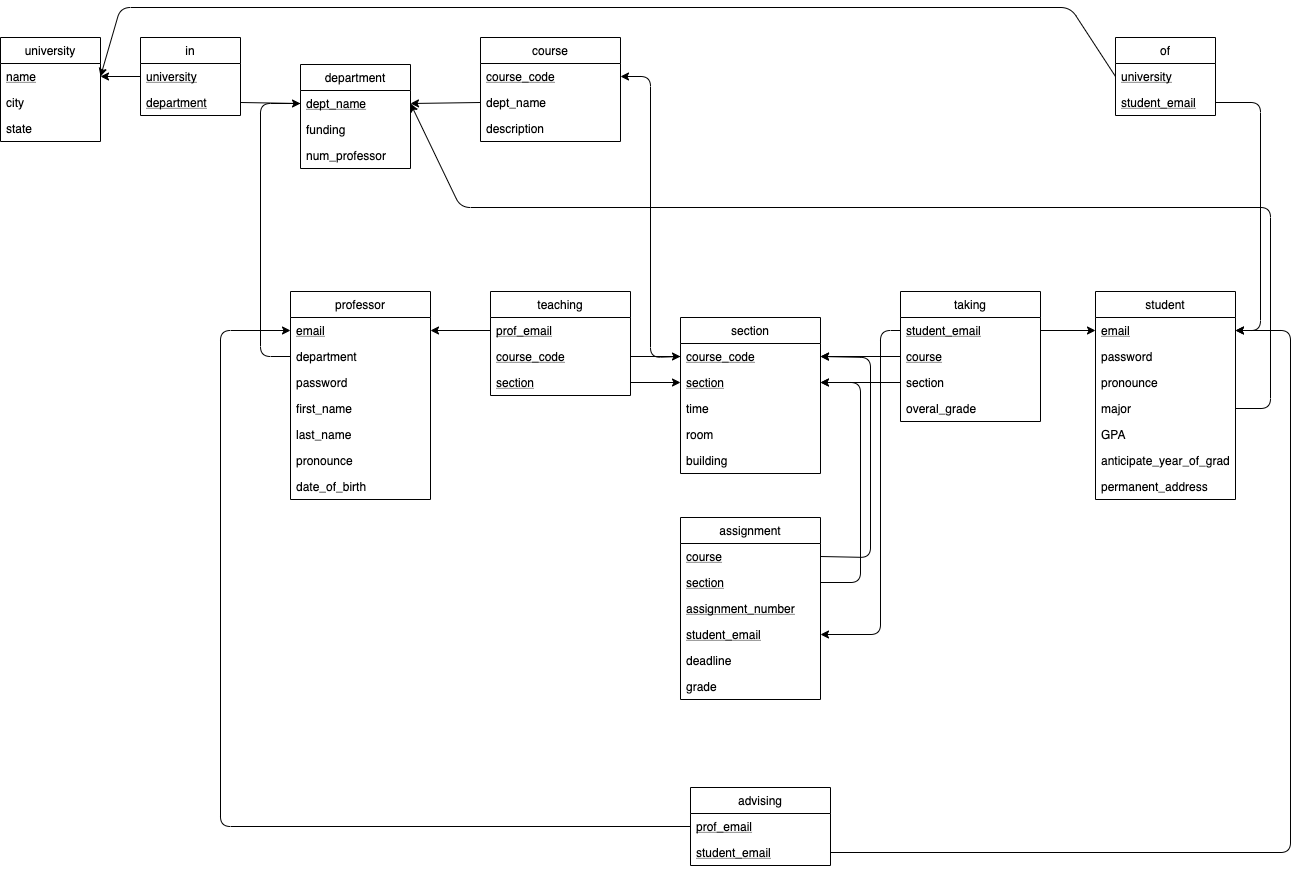 university
name
city
state
in
university
department
department
dept_name
funding
num_professor
course
course_code
dept_name
description
of
university
student_email
professor
email
department
password
first_name
last_name
pronounce
date_of_birth
teaching
prof_email
course_code
section
section
course_code
section
time
room
building
taking
student_email
course
section
overal_grade
student
email
password
pronounce
major
GPA
anticipate_year_of_grad
permanent_address
assignment
course
section
assignment_number
student_email
deadline
grade
advising
prof_email
student_email